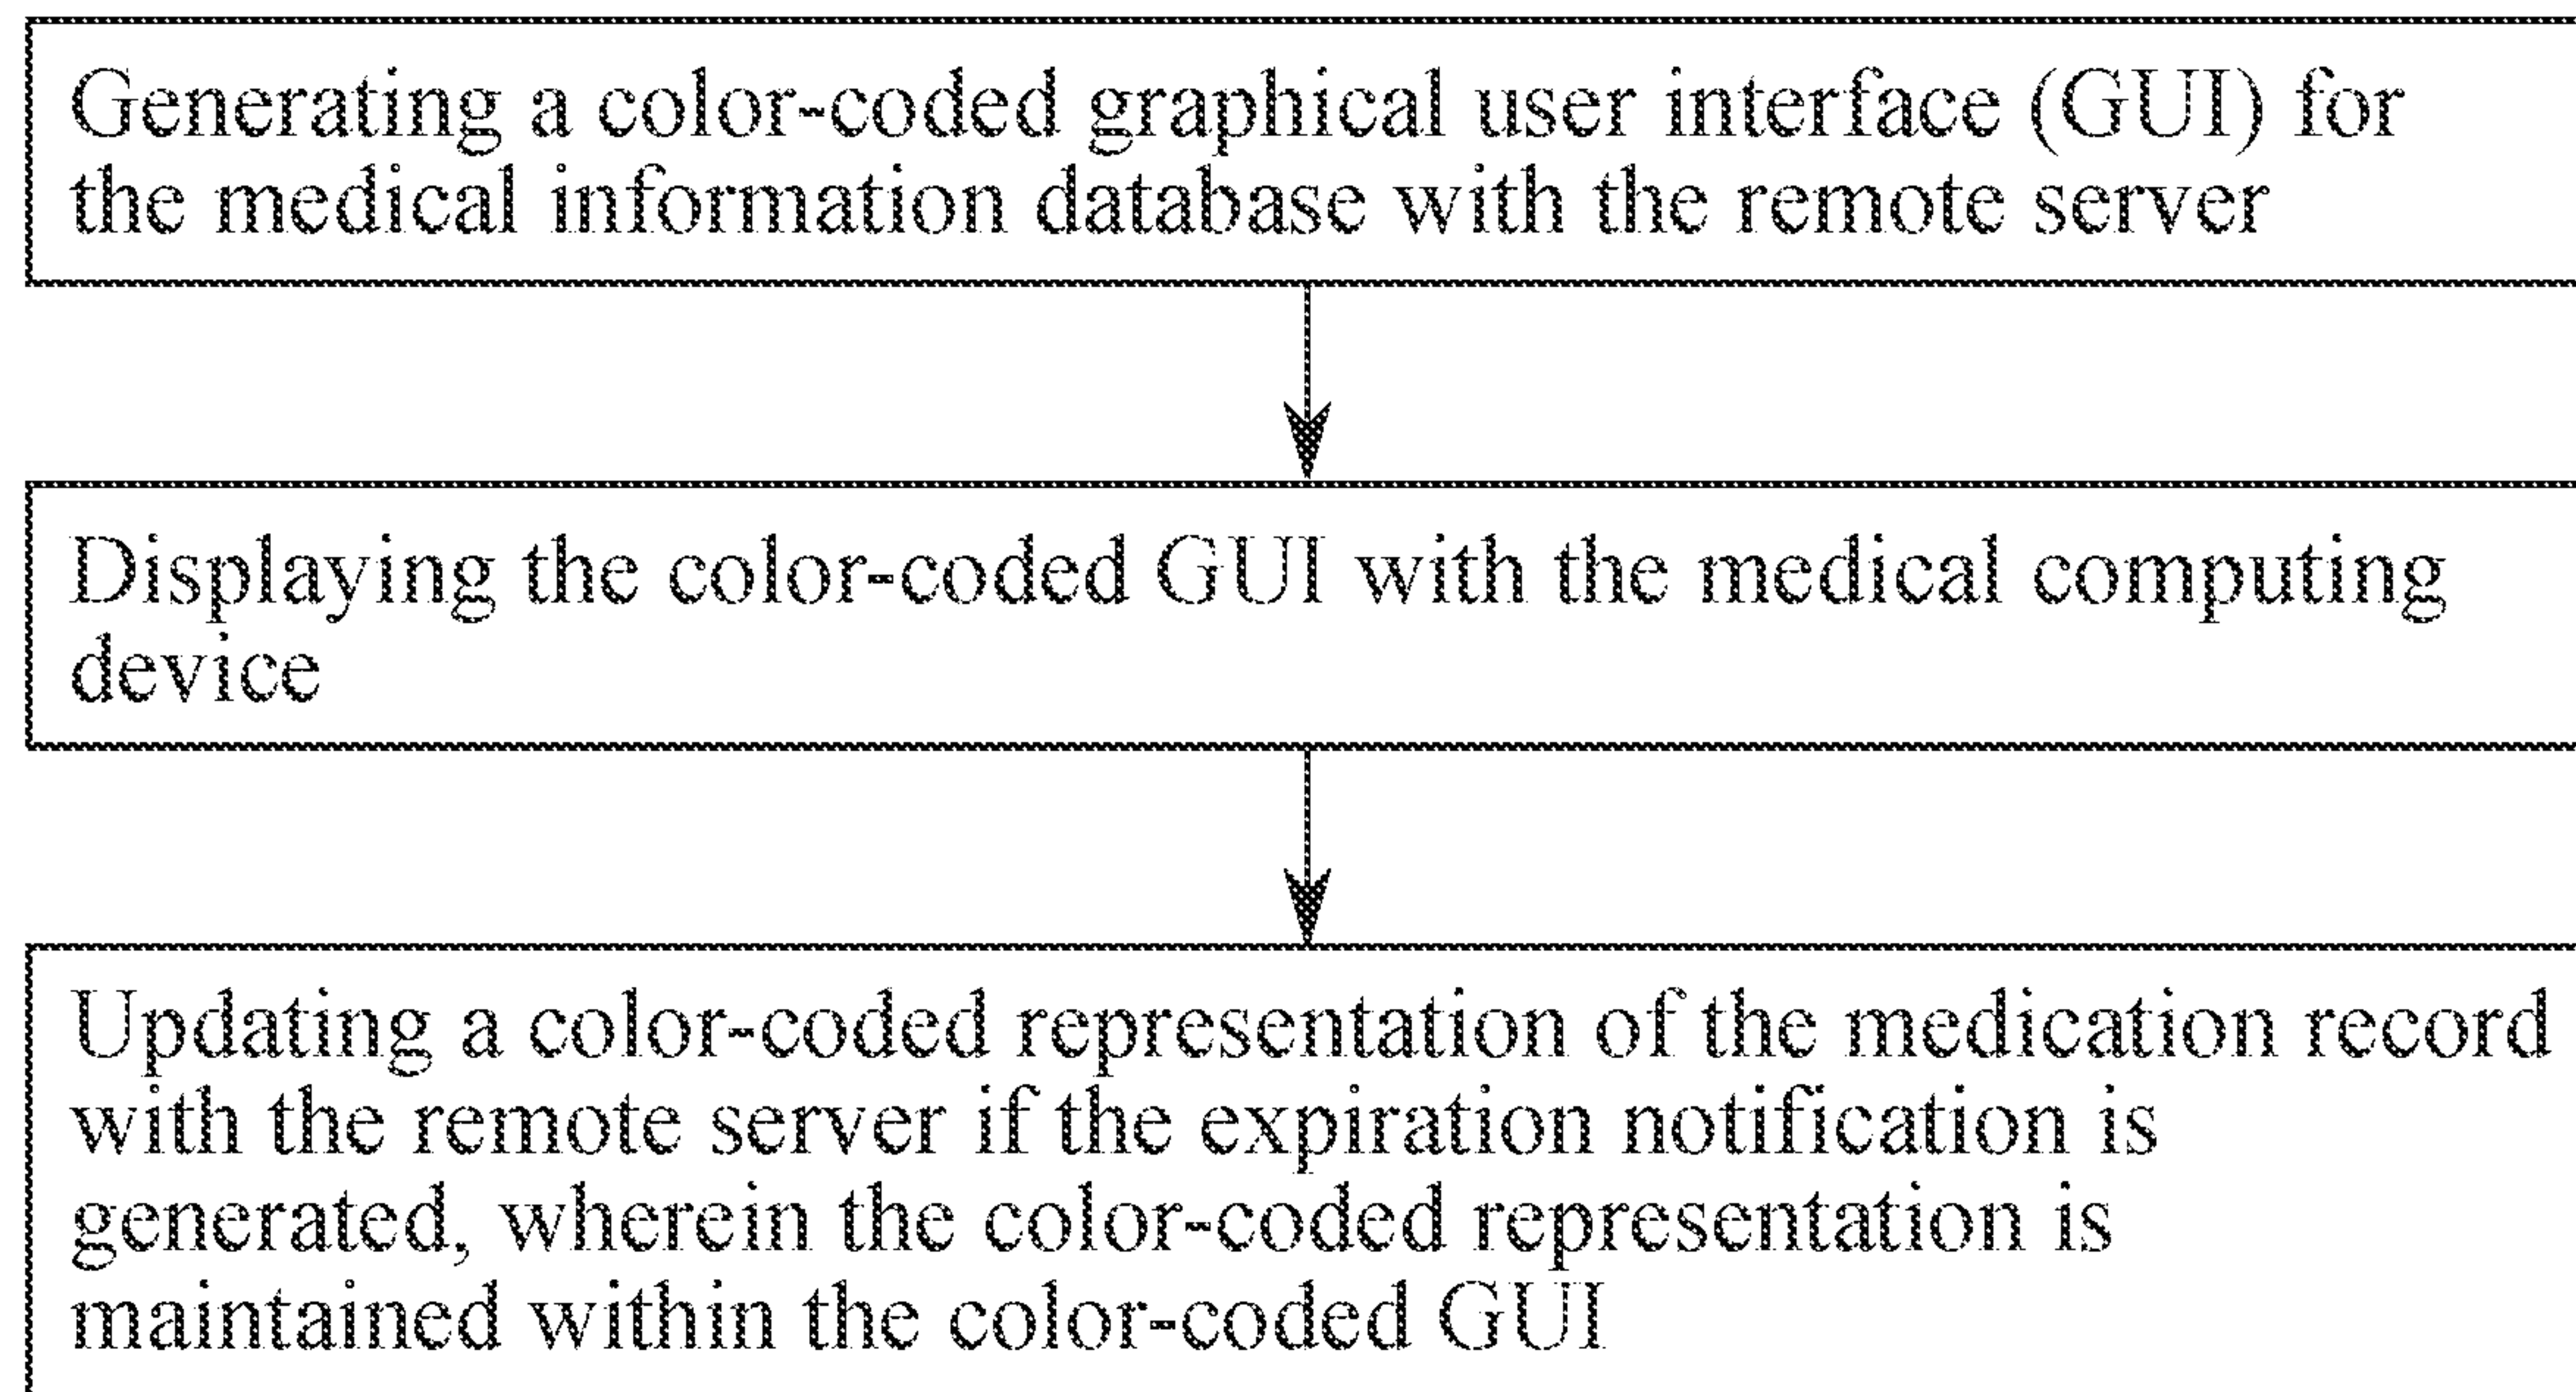 Generating a color-coded graphical user interface (GUI) for
the medical information database with the remote server
Displaying the color-coded GUI with the medical computing
device
Updating a color-coded representation of the medication record
with the remote server if the expiration notification is
generated, wherein the color-coded representation is
maintained within the color-coded GUI